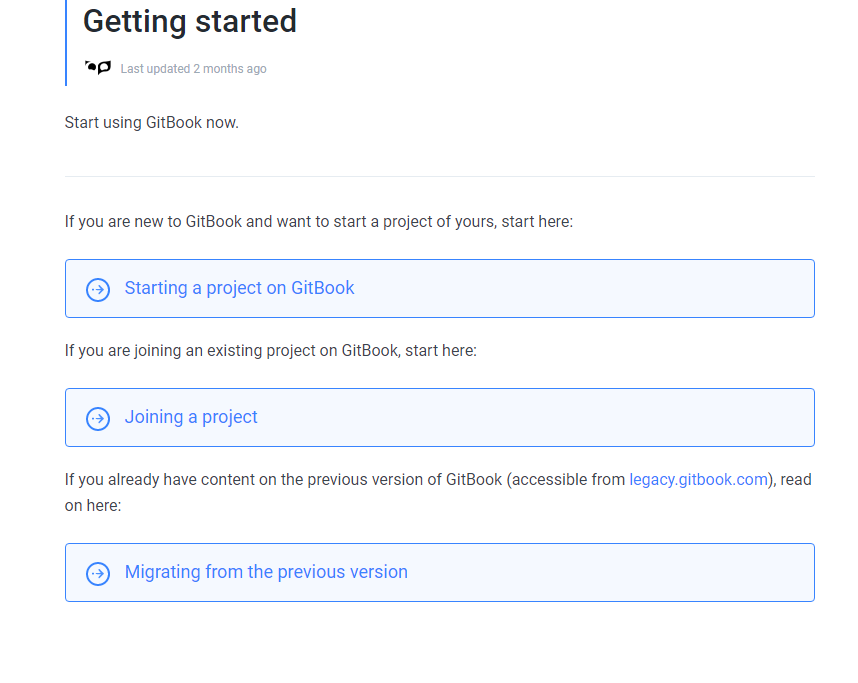 Getting started
Last updated 2 months ago
Start using GitBook now.
If you are new to GitBook and want to start a project of yours, start here:
Starting a project on GitBook
If you are joining an existing project on GitBook, start here:
Joining a project
If you already have content on the previous version of GitBook (accessible from legacy.gitbook.com), read
on here:
Migrating from the previous version